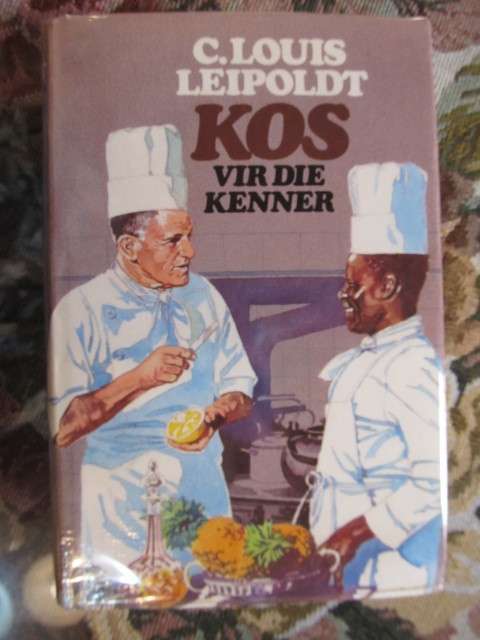 C. LOUIS
LEIPOLDT
KOS
VIR DIE
KENNER